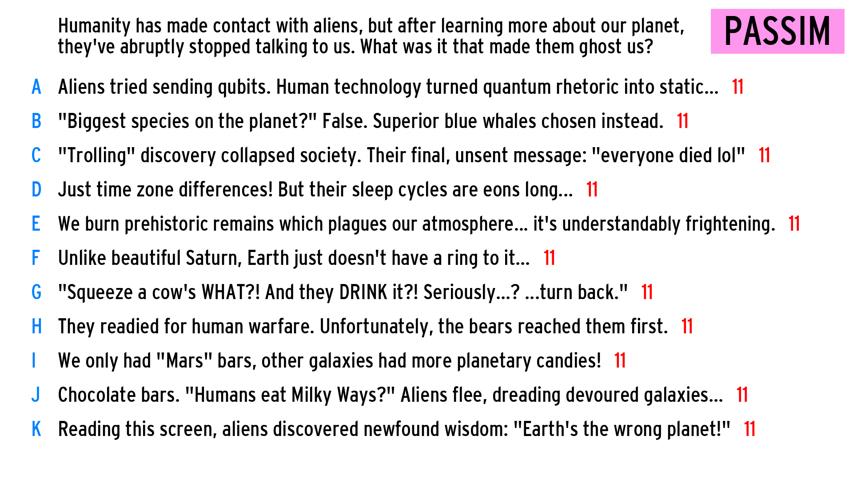 Humanity has made contact with aliens, but after learning more about our planet,
they've abruptly stopped talking to us. What was it that made them ghost us?
PASSIM
A Aliens tried sending qubits. Human technology turned quantum rhetoric into static... 11
B "Biggest species on the planet?" False. Superior blue whales chosen instead. 11
C "Trolling" discovery collapsed society. Their final, unsent message: "everyone died lol" 11
D Just time zone differences! But their sleep cycles are eons long... 11
E We burn prehistoric remains which plagues our atmosphere... it's understandably frightening. 11
F Unlike beautiful Saturn, Earth just doesn't have a ring to it... 11
G "Squeeze a cow's WHAT?! And they DRINK it?! Seriously...? ...turn back." 11
H They readied for human warfare. Unfortunately, the bears reached them first. 11
I We only had "Mars" bars, other galaxies had more planetary candies! 11
J Chocolate bars. "Humans eat Milky Ways?" Aliens flee, dreading devoured galaxies... 11
K Reading this screen, aliens discovered newfound wisdom: "Earth's the wrong planet!" 11